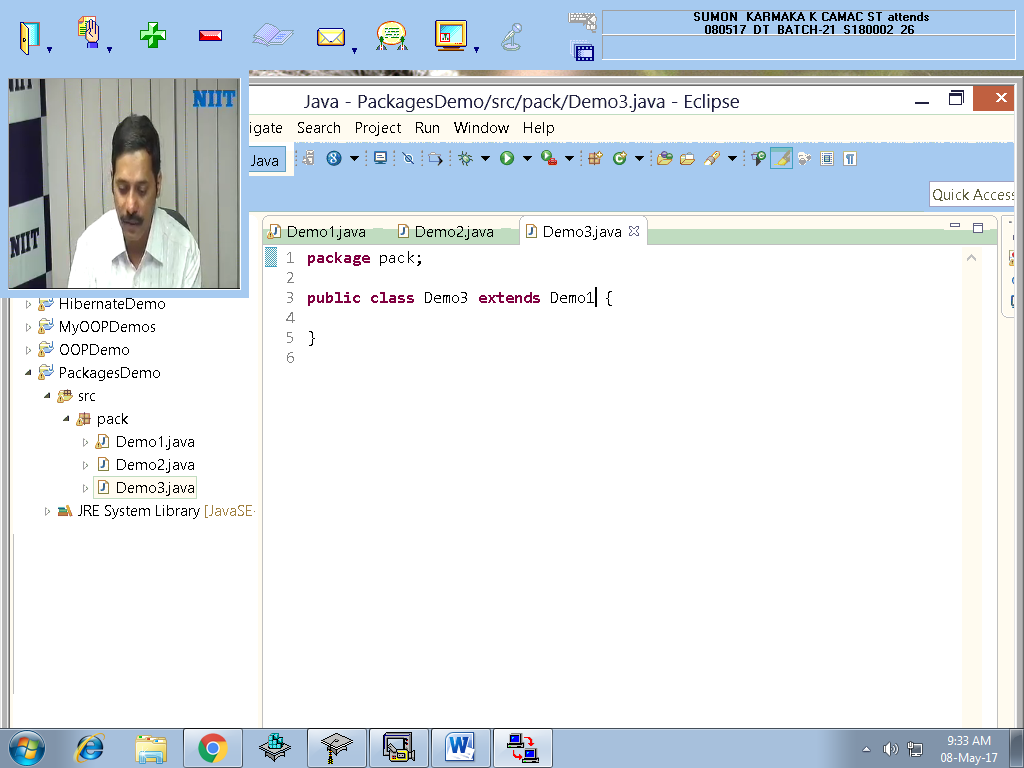 SUMON KARMAKA K CAMAC ST attends
080517 DT BATCH-21 S180002 26
NIIT
NIIT
Java - PackagesDemo/src/pack/Demo3.java - Eclipse
igate Search Project Run Window Help
Java
Quick Access
Demo1.java
Demo2.java
Demo3.java
1 package pack;
2
3 public class Demo3 extends Demo1 {
4
5 }
6
HibernateDemo
MyOOPDemos
OOPDemo
PackagesDemo
src
pack
Demo1.java
Demo2.java
Demo3.java
JRE System Library [JavaSE-
9:33 AM
08-May-17